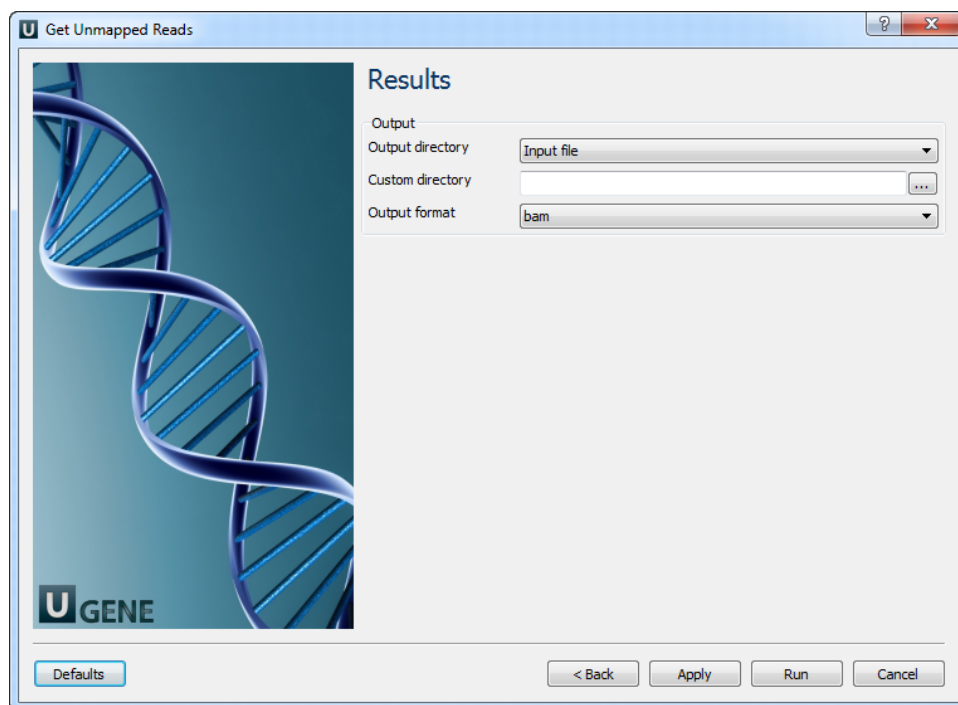 U Get Unmapped Reads
? X
Results
Output
Output directory Input file
Custom directory ...
Output format bam
U GENE
Defaults < Back Apply Run Cancel